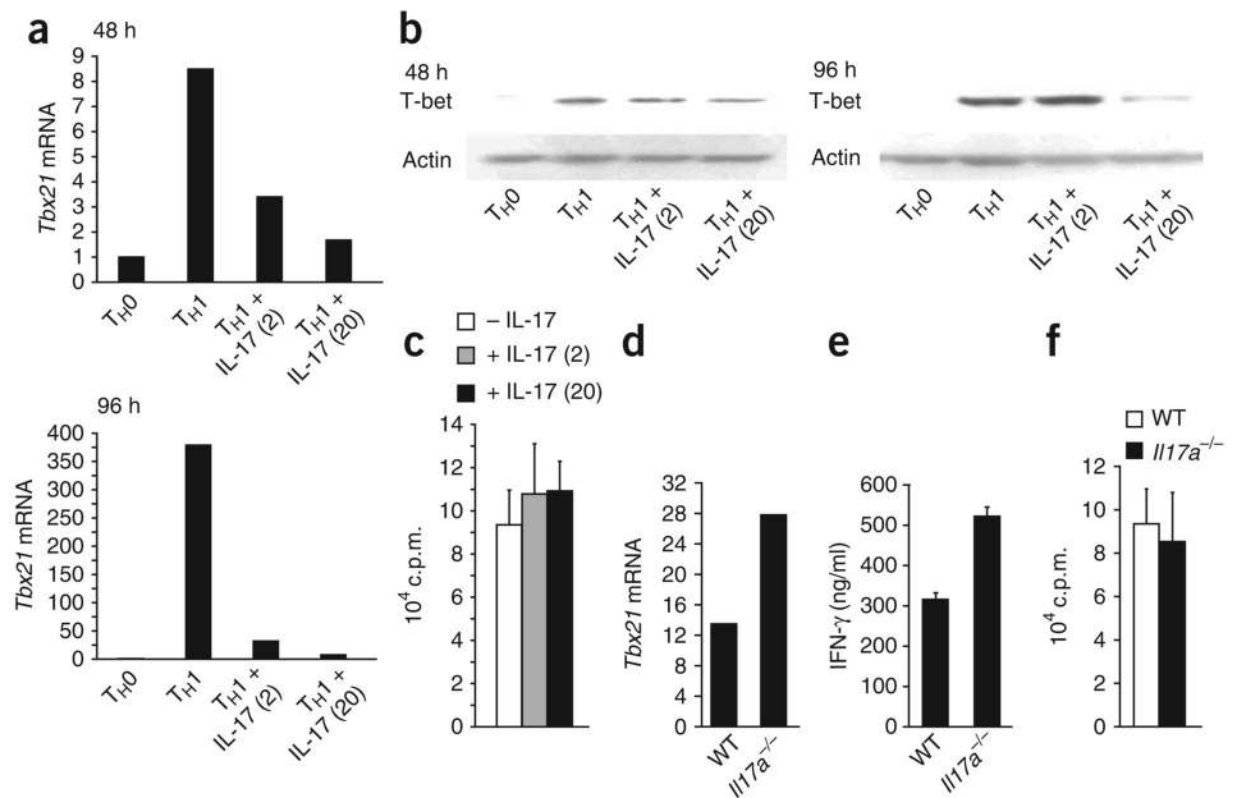 a
48 h
9
8
7
6
5
4
3
2
1
0
Tbx21 mRNA
TH0
TH1
TH1 +
IL-17 (2)
TH1 +
IL-17 (20)
96 h
400
350
300
250
200
150
100
50
0
Tbx21 mRNA
TH0
TH1
TH1 +
IL-17 (2)
TH1 +
IL-17 (20)
b
48 h
T-bet
Actin
TH0
TH1
TH1 +
IL-17 (2)
TH1 +
IL-17 (20)
96 h
T-bet
Actin
TH0
TH1
TH1 +
IL-17 (2)
TH1 +
IL-17 (20)
c
– IL-17
+ IL-17 (2)
+ IL-17 (20)
14
12
10
8
6
4
2
0
10⁴ c.p.m.
d
32
28
24
20
16
12
8
4
0
Tbx21 mRNA
WT
Il17a−/−
e
600
500
400
300
200
100
0
IFN-γ (ng/ml)
WT
Il17a−/−
f
WT
Il17a−/−
12
10
8
6
4
2
0
10⁴ c.p.m.